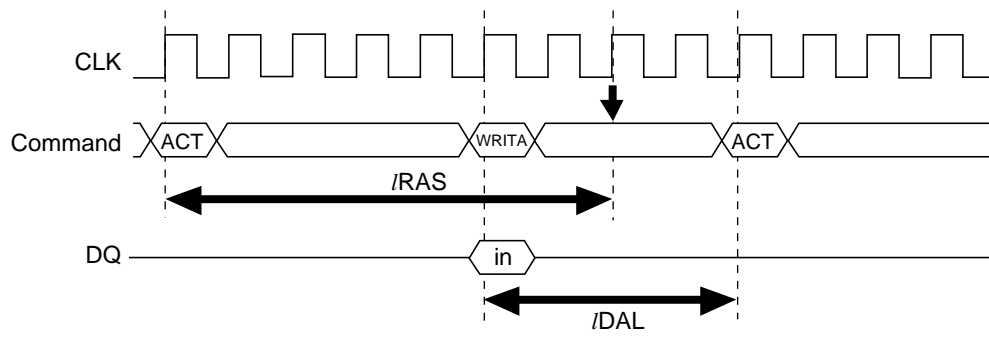 CLK
Command ACT WRITA ACT
lRAS
DQ in
lDAL